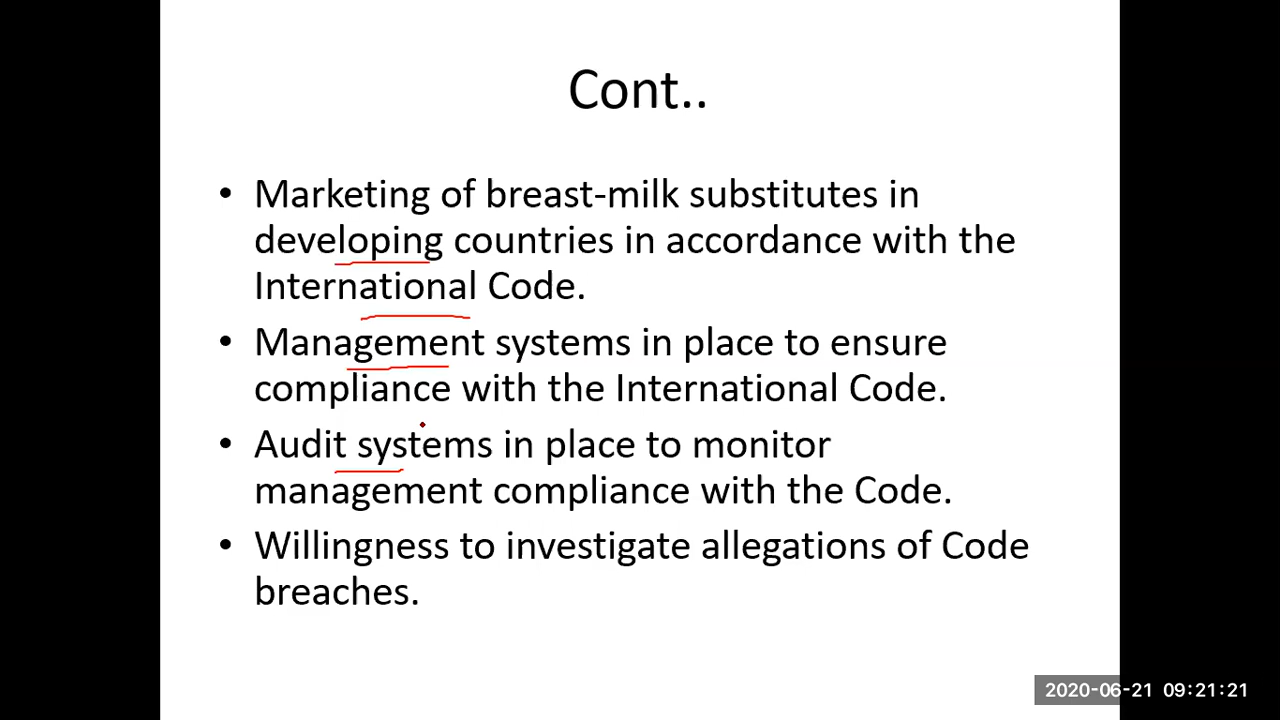 Cont..
• Marketing of breast-milk substitutes in
developing countries in accordance with the
International Code.
• Management systems in place to ensure
compliance with the International Code.
• Audit systems in place to monitor
management compliance with the Code.
• Willingness to investigate allegations of Code
breaches.
2020-06-21 09:21:21